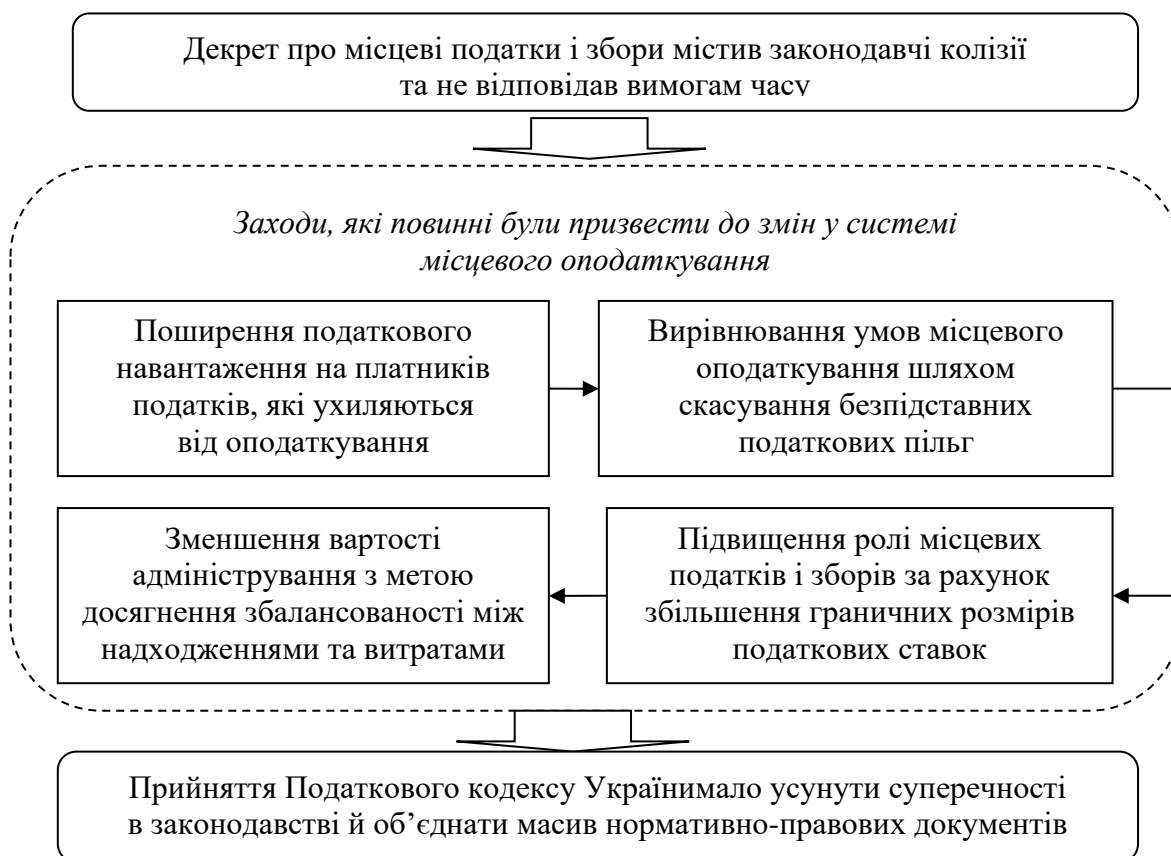 Декрет про місцеві податки і збори містив законодавчі колізії
та не відповідав вимогам часу
Заходи, які повинні були призвести до змін у системі
місцевого оподаткування
Поширення податкового
навантаження на платників
податків, які ухиляються
від оподаткування
Вирівнювання умов місцевого
оподаткування шляхом
скасування безпідставних
податкових пільг
Зменшення вартості
адміністрування з метою
досягнення збалансованості між
надходженнями та витратами
Підвищення ролі місцевих
податків і зборів за рахунок
збільшення граничних розмірів
податкових ставок
Прийняття Податкового кодексу Українимало усунути суперечності
в законодавстві й об’єднати масив нормативно-правових документів